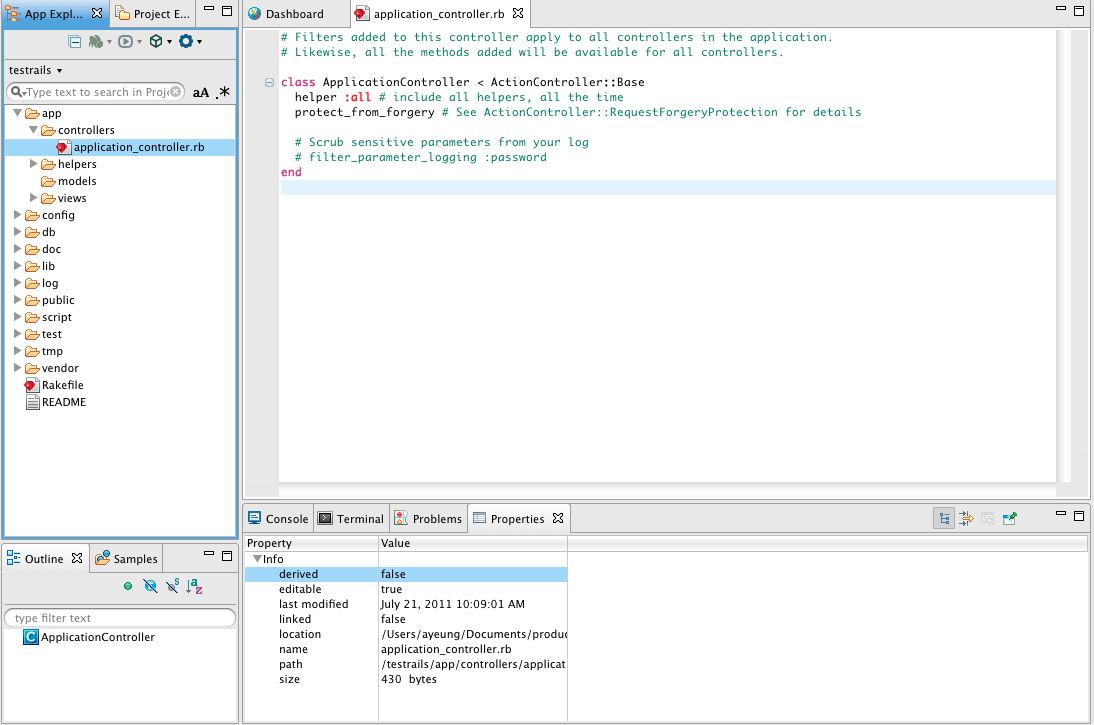 App Expl...
Project E...
testrails
Type text to search in Proje
aA .*
app
controllers
application_controller.rb
helpers
models
views
config
db
doc
lib
log
public
script
test
tmp
vendor
Rakefile
README
Outline
Samples
type filter text
ApplicationController
Dashboard
application_controller.rb
# Filters added to this controller apply to all controllers in the application.
# Likewise, all the methods added will be available for all controllers.
class ApplicationController < ActionController::Base
helper :all # include all helpers, all the time
protect_from_forgery # See ActionController::RequestForgeryProtection for details
# Scrub sensitive parameters from your log
# filter_parameter_logging :password
end
Console
Terminal
Problems
Properties
Property Value
Info
derived false
editable true
last modified July 21, 2011 10:09:01 AM
linked false
location /Users/ayeung/Documents/produc
name application_controller.rb
path /testrails/app/controllers/applicat
size 430 bytes